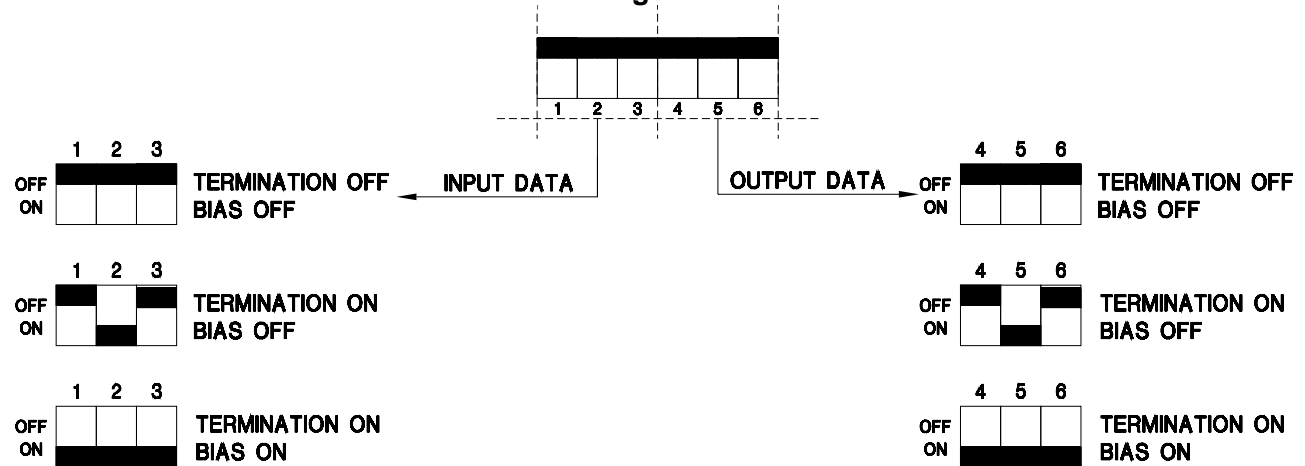 1 2 3 4 5 6
INPUT DATA
OUTPUT DATA
1 2 3
OFF
ON
TERMINATION OFF
BIAS OFF
1 2 3
OFF
ON
TERMINATION ON
BIAS OFF
1 2 3
OFF
ON
TERMINATION ON
BIAS ON
4 5 6
OFF
ON
TERMINATION OFF
BIAS OFF
4 5 6
OFF
ON
TERMINATION ON
BIAS OFF
4 5 6
OFF
ON
TERMINATION ON
BIAS ON